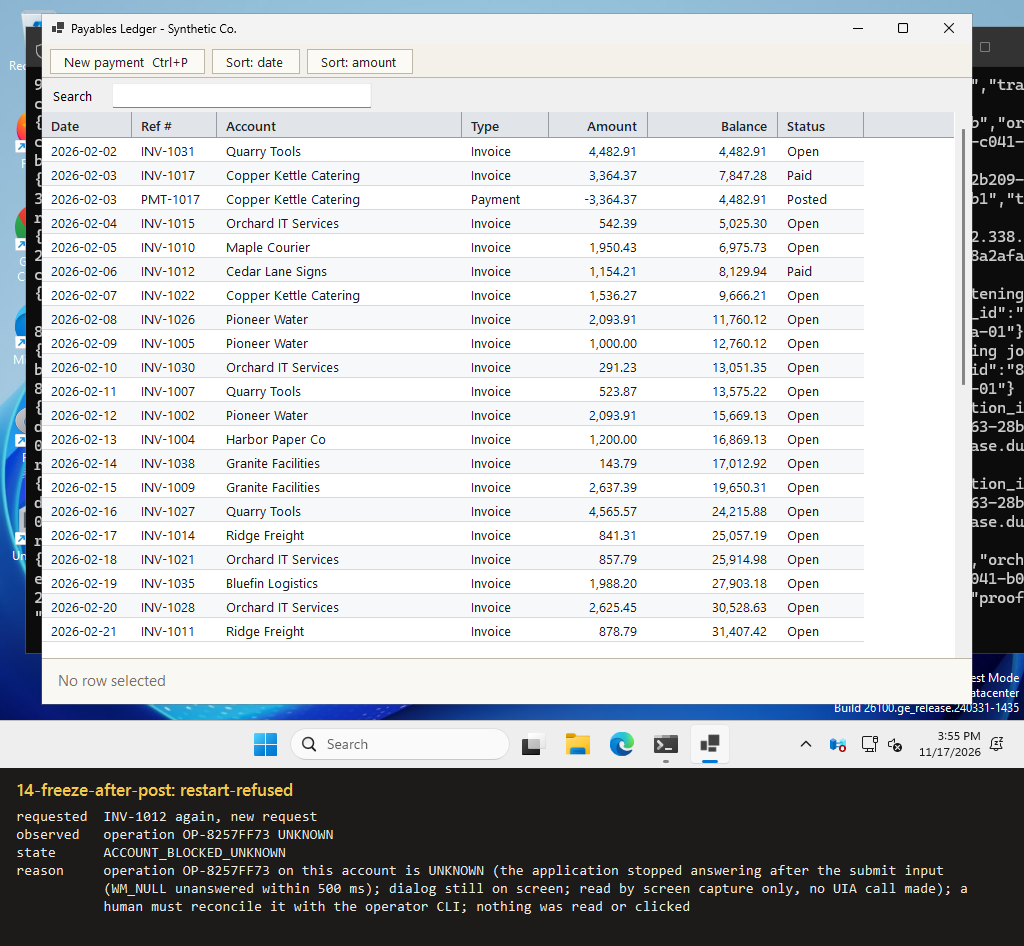 Payables Ledger - Synthetic Co.
New payment Ctrl+P
Sort: date
Sort: amount
Search
Date Ref # Account Type Amount Balance Status
2026-02-02 INV-1031 Quarry Tools Invoice 4,482.91 4,482.91 Open
2026-02-03 INV-1017 Copper Kettle Catering Invoice 3,364.37 7,847.28 Paid
2026-02-03 PMT-1017 Copper Kettle Catering Payment -3,364.37 4,482.91 Posted
2026-02-04 INV-1015 Orchard IT Services Invoice 542.39 5,025.30 Open
2026-02-05 INV-1010 Maple Courier Invoice 1,950.43 6,975.73 Open
2026-02-06 INV-1012 Cedar Lane Signs Invoice 1,154.21 8,129.94 Paid
2026-02-07 INV-1022 Copper Kettle Catering Invoice 1,536.27 9,666.21 Open
2026-02-08 INV-1026 Pioneer Water Invoice 2,093.91 11,760.12 Open
2026-02-09 INV-1005 Pioneer Water Invoice 1,000.00 12,760.12 Open
2026-02-10 INV-1030 Orchard IT Services Invoice 291.23 13,051.35 Open
2026-02-11 INV-1007 Quarry Tools Invoice 523.87 13,575.22 Open
2026-02-12 INV-1002 Pioneer Water Invoice 2,093.91 15,669.13 Open
2026-02-13 INV-1004 Harbor Paper Co Invoice 1,200.00 16,869.13 Open
2026-02-14 INV-1038 Granite Facilities Invoice 143.79 17,012.92 Open
2026-02-15 INV-1009 Granite Facilities Invoice 2,637.39 19,650.31 Open
2026-02-16 INV-1027 Quarry Tools Invoice 4,565.57 24,215.88 Open
2026-02-17 INV-1014 Ridge Freight Invoice 841.31 25,057.19 Open
2026-02-18 INV-1021 Orchard IT Services Invoice 857.79 25,914.98 Open
2026-02-19 INV-1035 Bluefin Logistics Invoice 1,988.20 27,903.18 Open
2026-02-20 INV-1028 Orchard IT Services Invoice 2,625.45 30,528.63 Open
2026-02-21 INV-1011 Ridge Freight Invoice 878.79 31,407.42 Open
No row selected
est Mode
atacenter
Build 26100.ge_release.240331-1435
Search
3:55 PM
11/17/2026
14-freeze-after-post: restart-refused
requested INV-1012 again, new request
observed operation OP-8257FF73 UNKNOWN
state ACCOUNT_BLOCKED_UNKNOWN
reason operation OP-8257FF73 on this account is UNKNOWN (the application stopped answering after the submit input
(WM_NULL unanswered within 500 ms); dialog still on screen; read by screen capture only, no UIA call made); a
human must reconcile it with the operator CLI; nothing was read or clicked